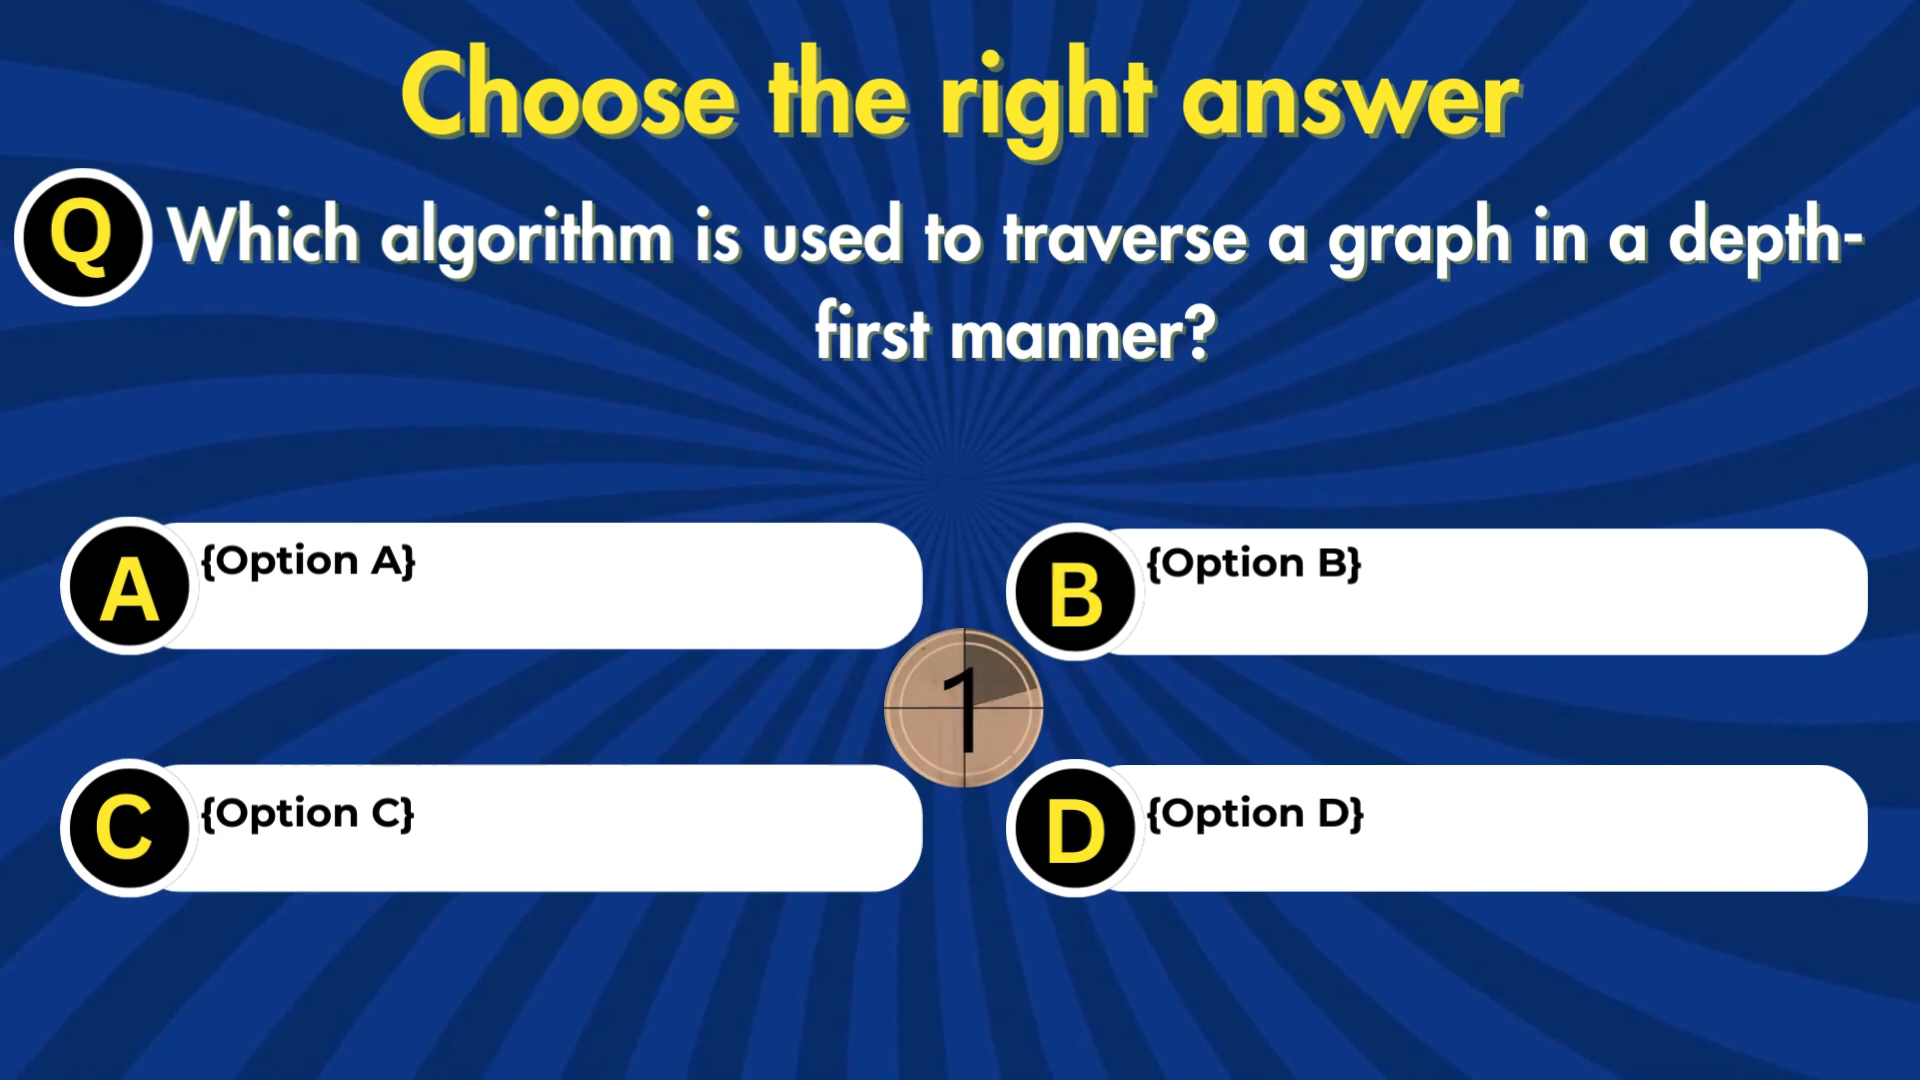 Choose the right answer
Q Which algorithm is used to traverse a graph in a depth-
first manner?
A {Option A}
B {Option B}
1
C {Option C}
D {Option D}